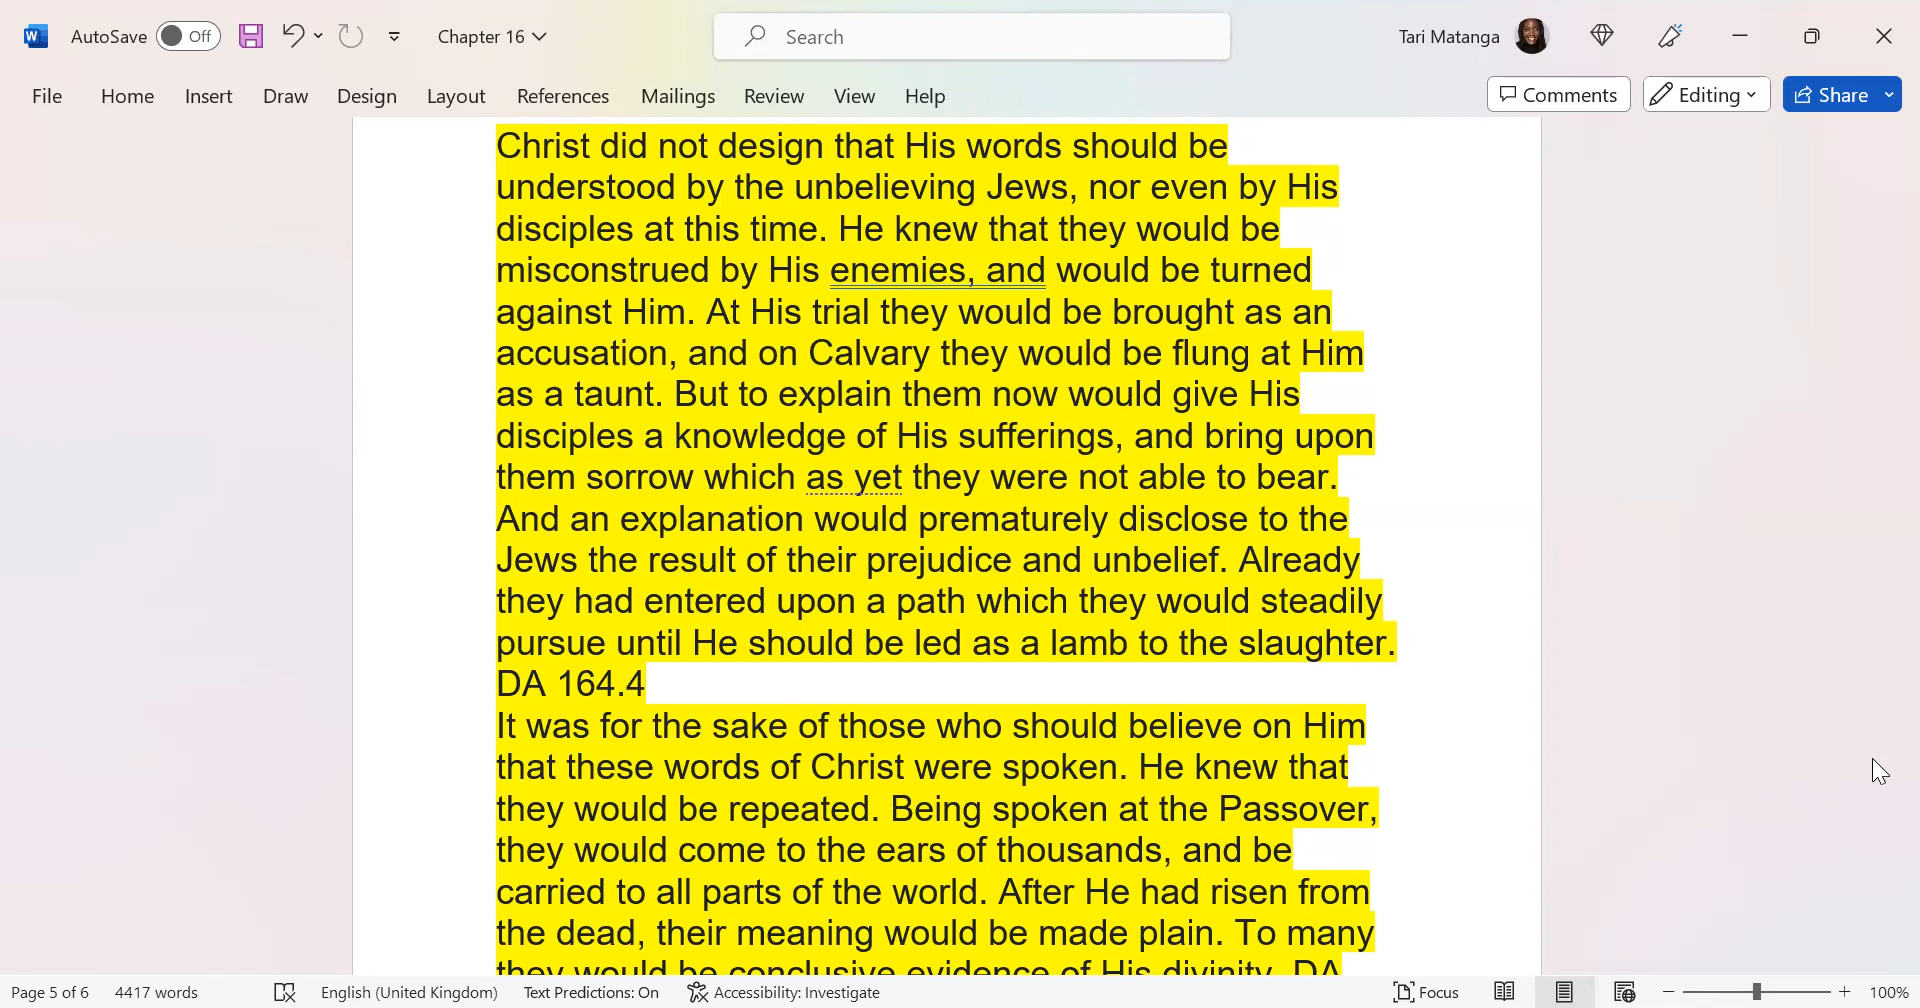 AutoSave Off Chapter 16 Search Tari Matanga
File Home Insert Draw Design Layout References Mailings Review View Help Comments Editing Share
Christ did not design that His words should be
understood by the unbelieving Jews, nor even by His
disciples at this time. He knew that they would be
misconstrued by His enemies, and would be turned
against Him. At His trial they would be brought as an
accusation, and on Calvary they would be flung at Him
as a taunt. But to explain them now would give His
disciples a knowledge of His sufferings, and bring upon
them sorrow which as yet they were not able to bear.
And an explanation would prematurely disclose to the
Jews the result of their prejudice and unbelief. Already
they had entered upon a path which they would steadily
pursue until He should be led as a lamb to the slaughter.
DA 164.4
It was for the sake of those who should believe on Him
that these words of Christ were spoken. He knew that
they would be repeated. Being spoken at the Passover,
they would come to the ears of thousands, and be
carried to all parts of the world. After He had risen from
the dead, their meaning would be made plain. To many
they would be conclusive evidence of His divinity. DA
Page 5 of 6 4417 words English (United Kingdom) Text Predictions: On Accessibility: Investigate Focus 100%